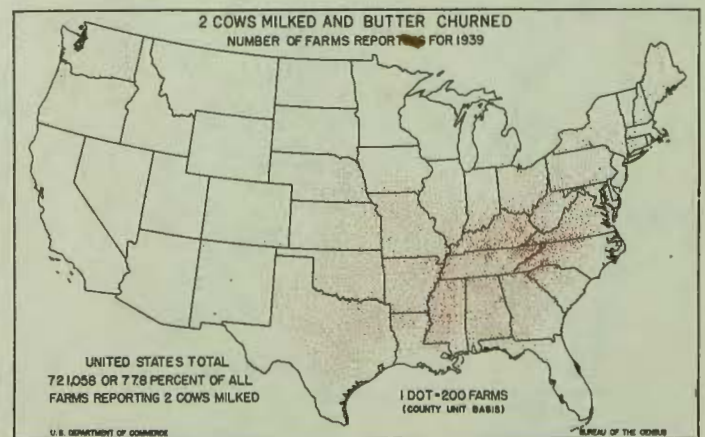 2 COWS MILKED AND BUTTER CHURNED
NUMBER OF FARMS REPORTING FOR 1939
UNITED STATES TOTAL
721,058 OR 77.8 PERCENT OF ALL
FARMS REPORTING 2 COWS MILKED
1 DOT = 200 FARMS
(COUNTY UNIT BASIS)
U.S. DEPARTMENT OF COMMERCE
BUREAU OF THE CENSUS